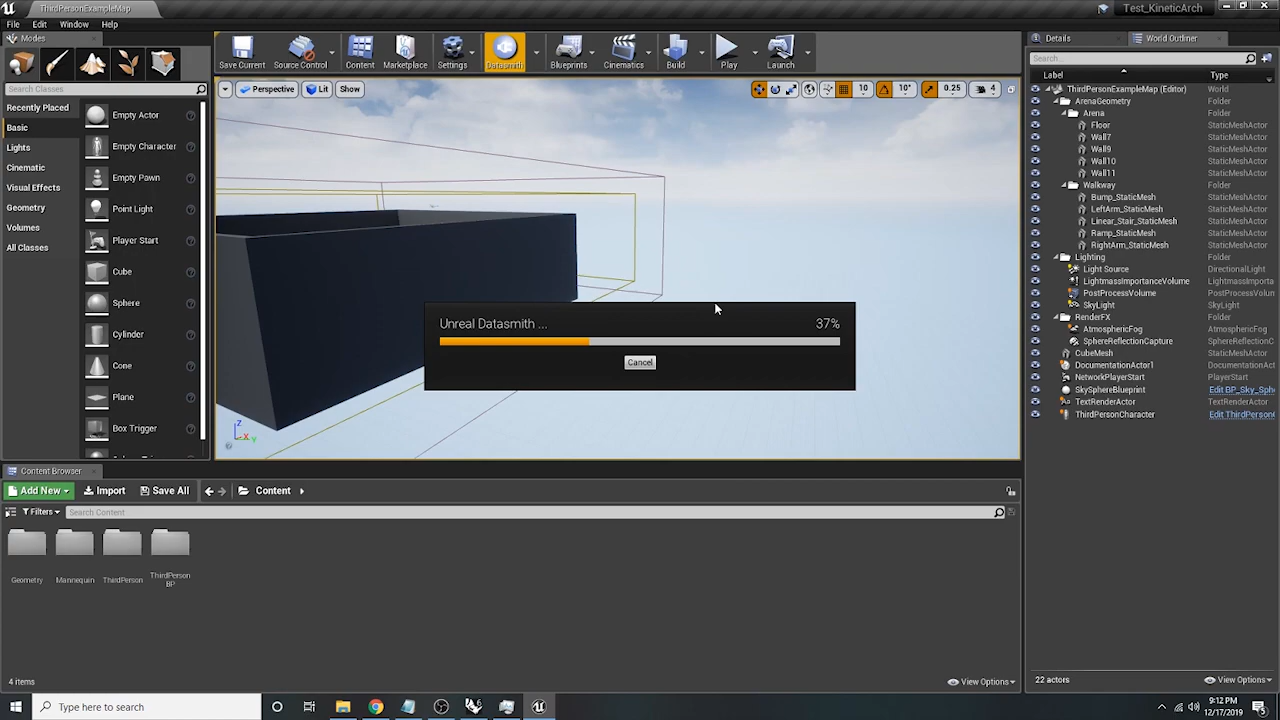 ThirdPersonExampleMap
Test_KineticArch
File Edit Window Help
Modes
Search Classes
Recently Placed
Basic
Lights
Cinematic
Visual Effects
Geometry
Volumes
All Classes
Empty Actor
Empty Character
Empty Pawn
Point Light
Player Start
Cube
Sphere
Cylinder
Cone
Plane
Box Trigger
Save Current
Source Control
Content
Marketplace
Settings
Datasmith
Blueprints
Cinematics
Build
Play
Launch
Perspective
Lit
Show
10
10°
0.25
4
Z
X
Y
Unreal Datasmith ...
37%
Cancel
Details
World Outliner
Search...
Label Type
ThirdPersonExampleMap (Editor) World
ArenaGeometry Folder
Arena Folder
Floor StaticMeshActor
Wall7 StaticMeshActor
Wall9 StaticMeshActor
Wall10 StaticMeshActor
Wall11 StaticMeshActor
Walkway Folder
Bump_StaticMesh StaticMeshActor
LeftArm_StaticMesh StaticMeshActor
Linear_Stair_StaticMesh StaticMeshActor
Ramp_StaticMesh StaticMeshActor
RightArm_StaticMesh StaticMeshActor
Lighting Folder
Light Source DirectionalLight
LightmassImportanceVolume LightmassImporta
PostProcessVolume PostProcessVolum
SkyLight SkyLight
RenderFX Folder
AtmosphericFog AtmosphericFog
SphereReflectionCapture SphereReflectionC
CubeMesh StaticMeshActor
DocumentationActor1 DocumentationActo
NetworkPlayerStart PlayerStart
SkySphereBlueprint Edit BP_Sky_Sph
TextRenderActor TextRenderActor
ThirdPersonCharacter Edit ThirdPerson
22 actors
View Options
Content Browser
Add New
Import
Save All
Content
Filters
Search Content
Geometry
Mannequin
ThirdPerson
ThirdPerson
BP
4 items
View Options
Type here to search
9:12 PM
12/17/2019